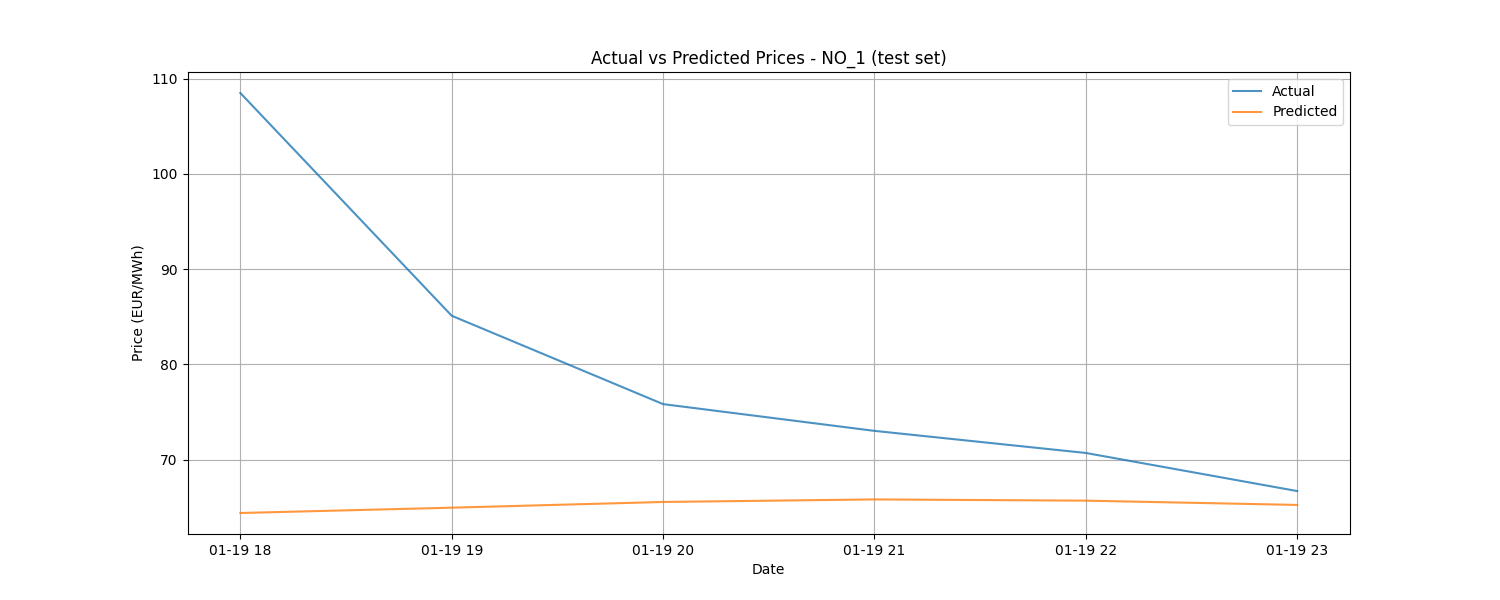 Actual vs Predicted Prices - NO_1 (test set)
Actual
Predicted
Price (EUR/MWh)
110
100
90
80
70
01-19 18
01-19 19
01-19 20
01-19 21
01-19 22
01-19 23
Date